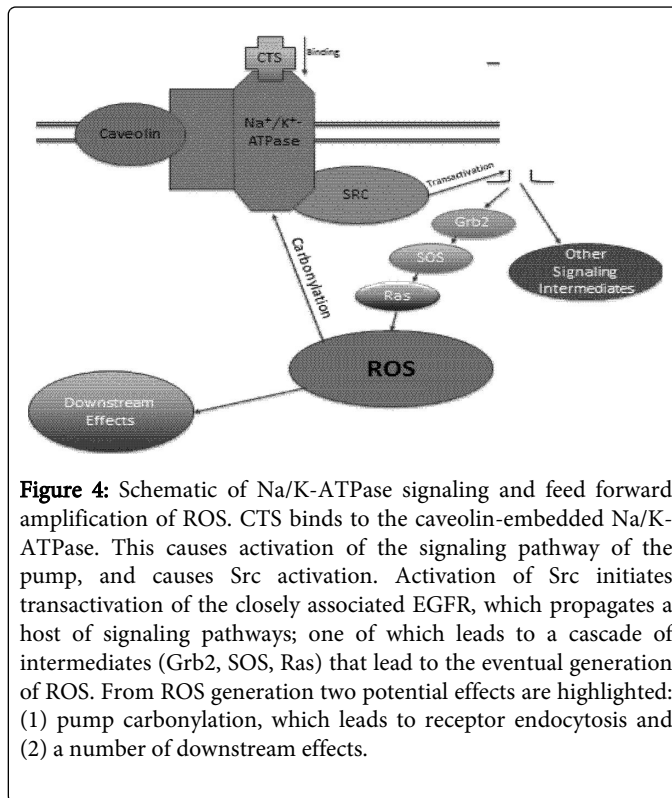 CTS
Binding
Caveolin
Na⁺/K⁺-
ATPase
SRC
Transactivation
Grb2
SOS
Ras
Other
Signaling
Intermediates
Carbonylation
ROS
Downstream
Effects
Figure 4: Schematic of Na/K-ATPase signaling and feed forward
amplification of ROS. CTS binds to the caveolin-embedded Na/K-
ATPase. This causes activation of the signaling pathway of the
pump, and causes Src activation. Activation of Src initiates
transactivation of the closely associated EGFR, which propagates a
host of signaling pathways; one of which leads to a cascade of
intermediates (Grb2, SOS, Ras) that lead to the eventual generation
of ROS. From ROS generation two potential effects are highlighted:
(1) pump carbonylation, which leads to receptor endocytosis and
(2) a number of downstream effects.